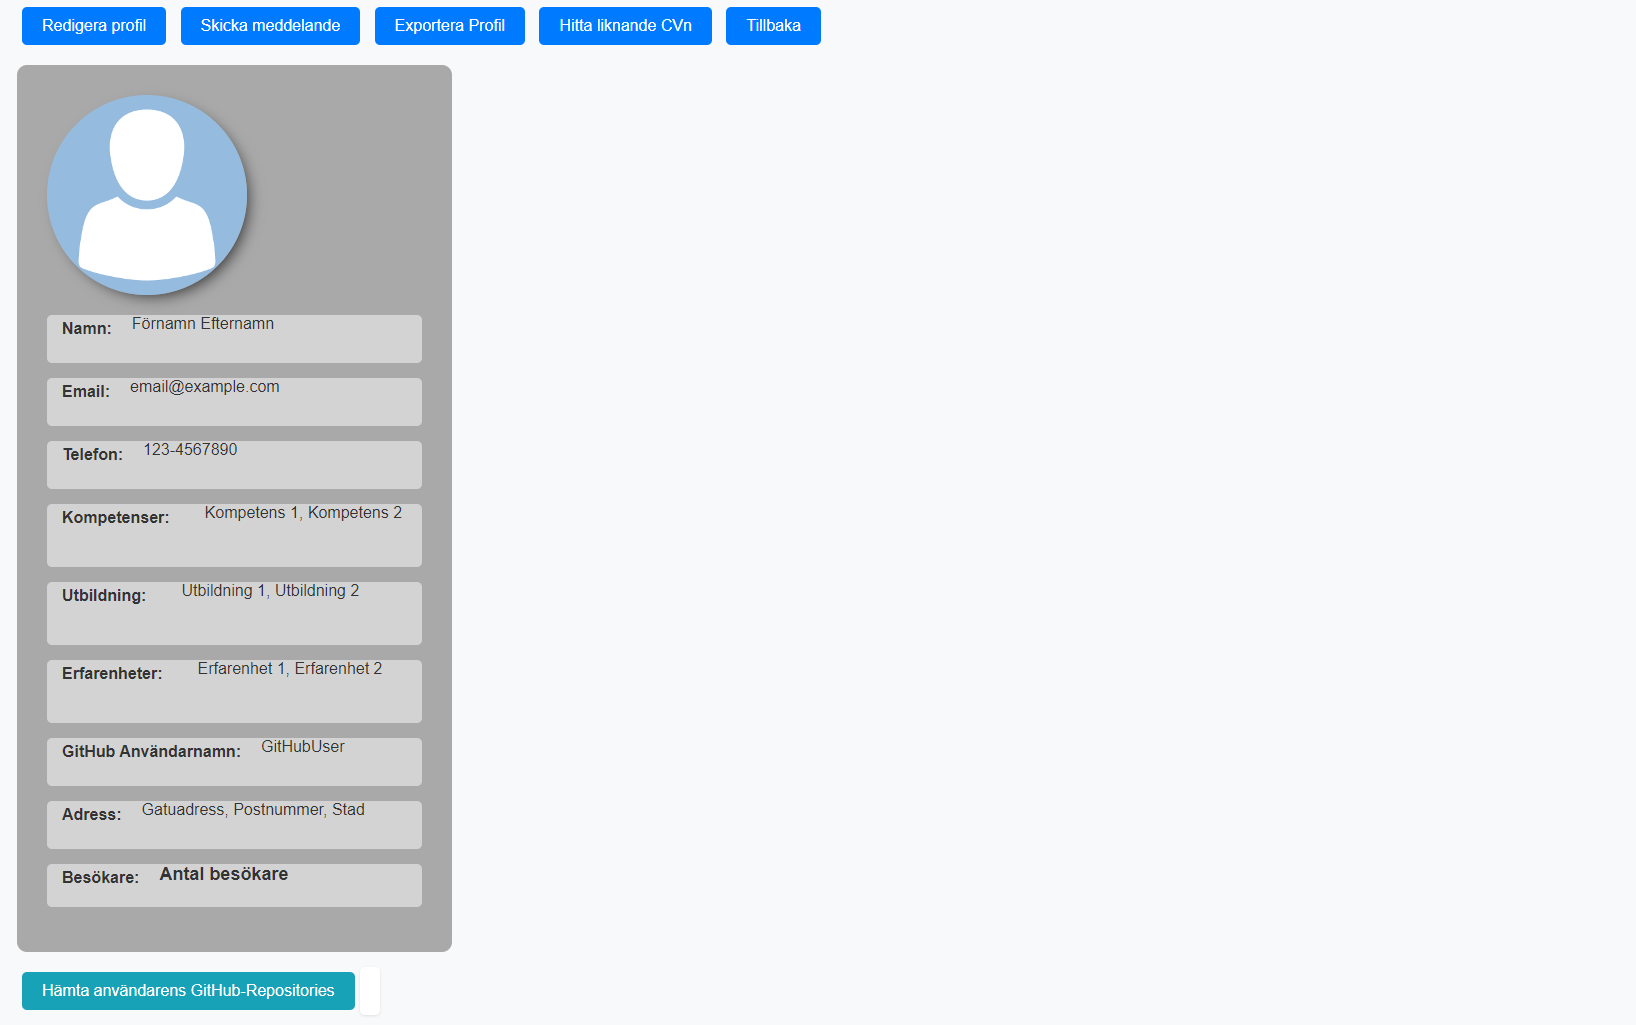 Redigera profil Skicka meddelande Exportera Profil Hitta liknande CVn Tillbaka
Namn: Förnamn Efternamn
Email: email@example.com
Telefon: 123-4567890
Kompetenser: Kompetens 1, Kompetens 2
Utbildning: Utbildning 1, Utbildning 2
Erfarenheter: Erfarenhet 1, Erfarenhet 2
GitHub Användarnamn: GitHubUser
Adress: Gatuadress, Postnummer, Stad
Besökare: Antal besökare
Hämta användarens GitHub-Repositories